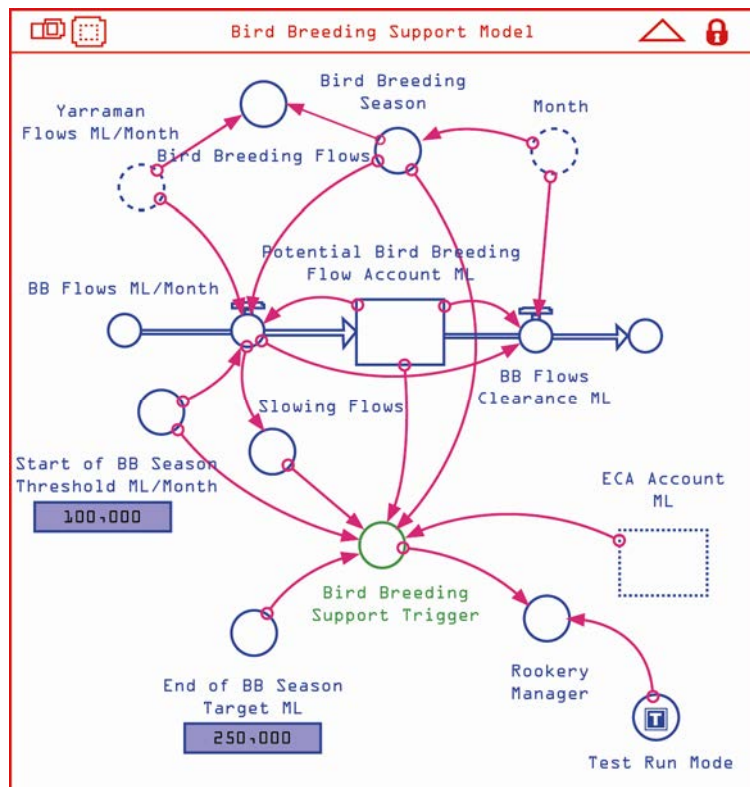 Bird Breeding Support Model
Bird Breeding
Season
Yarraman
Flows ML/Month
Month
Bird Breeding Flows
Potential Bird Breeding
Flow Account ML
BB Flows ML/Month
BB Flows
Clearance ML
Slowing Flows
Start of BB Season
Threshold ML/Month
100,000
ECA Account
ML
Bird Breeding
Support Trigger
End of BB Season
Target ML
250,000
Rookery
Manager
T
Test Run Mode